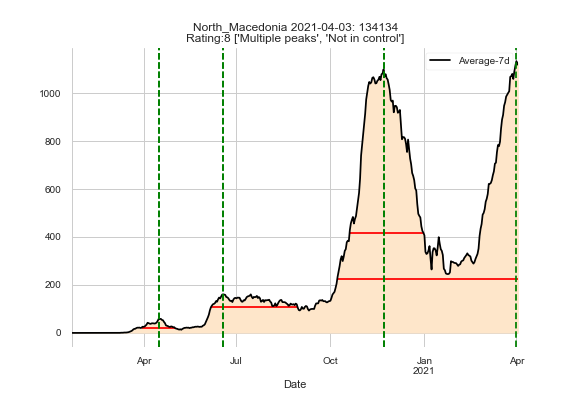 North_Macedonia 2021-04-03: 134134
Rating:8 ['Multiple peaks', 'Not in control']
Average-7d
1000
800
600
400
200
0
Apr
Jul
Oct
Jan
2021
Apr
Date